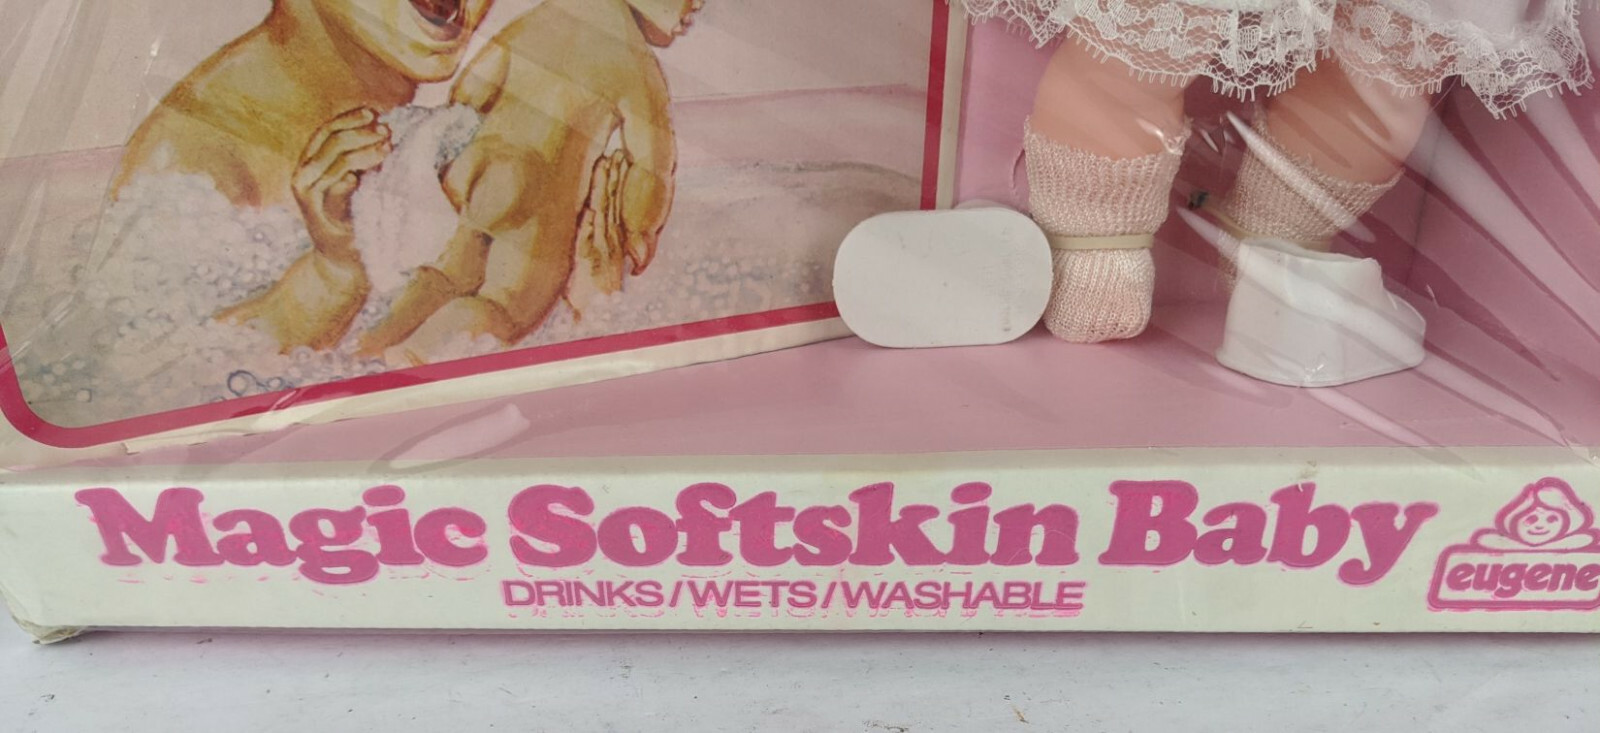 Magic Softskin Baby
DRINKS/WETS/WASHABLE
eugene